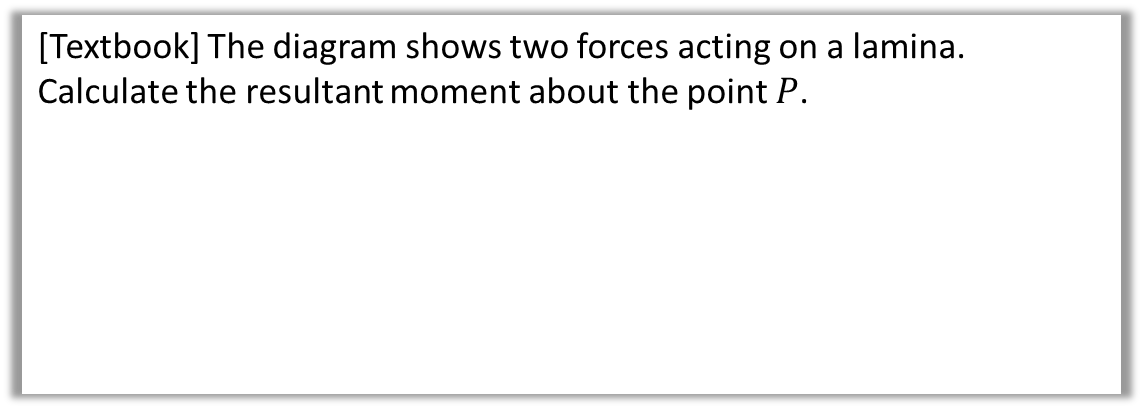 [Textbook] The diagram shows two forces acting on a lamina.
Calculate the resultant moment about the point 𝑃.